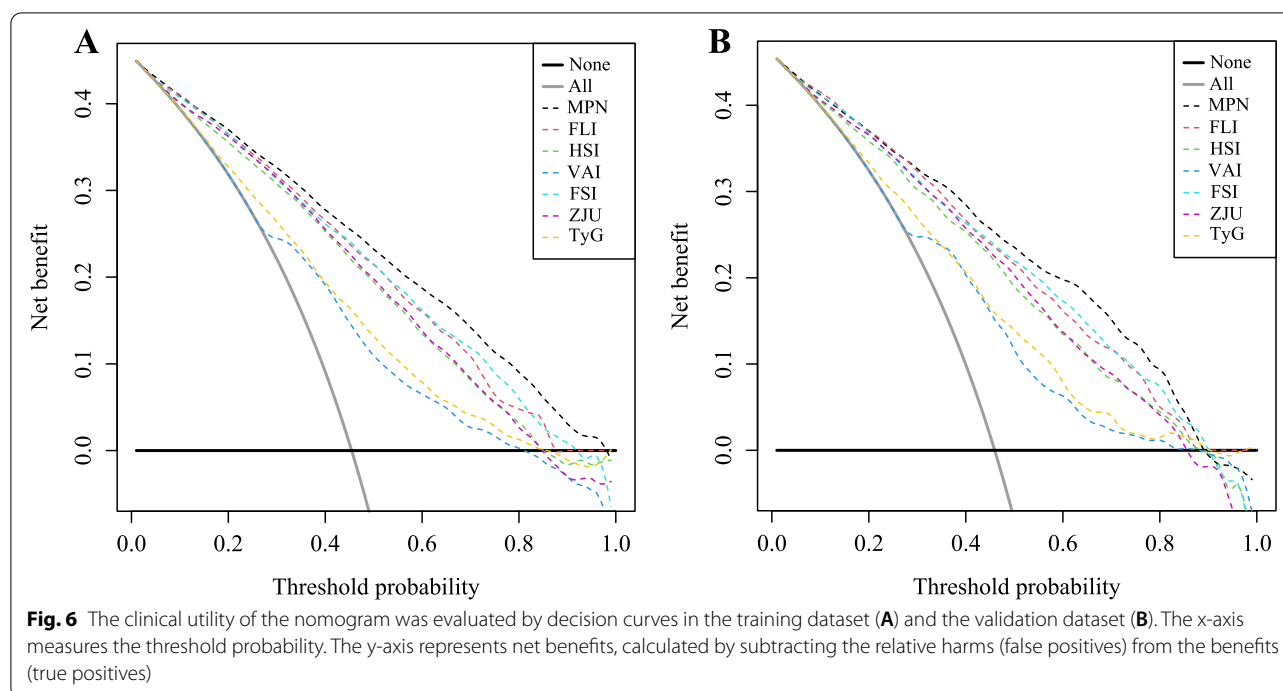 A
None
All
MPN
FLI
HSI
VAI
FSI
ZJU
TyG
Net benefit
0.4
0.3
0.2
0.1
0.0
0.0 0.2 0.4 0.6 0.8 1.0
Threshold probability
B
None
All
MPN
FLI
HSI
VAI
FSI
ZJU
TyG
Net benefit
0.4
0.3
0.2
0.1
0.0
0.0 0.2 0.4 0.6 0.8 1.0
Threshold probability
Fig. 6 The clinical utility of the nomogram was evaluated by decision curves in the training dataset (A) and the validation dataset (B). The x-axis
measures the threshold probability. The y-axis represents net benefits, calculated by subtracting the relative harms (false positives) from the benefits
(true positives)